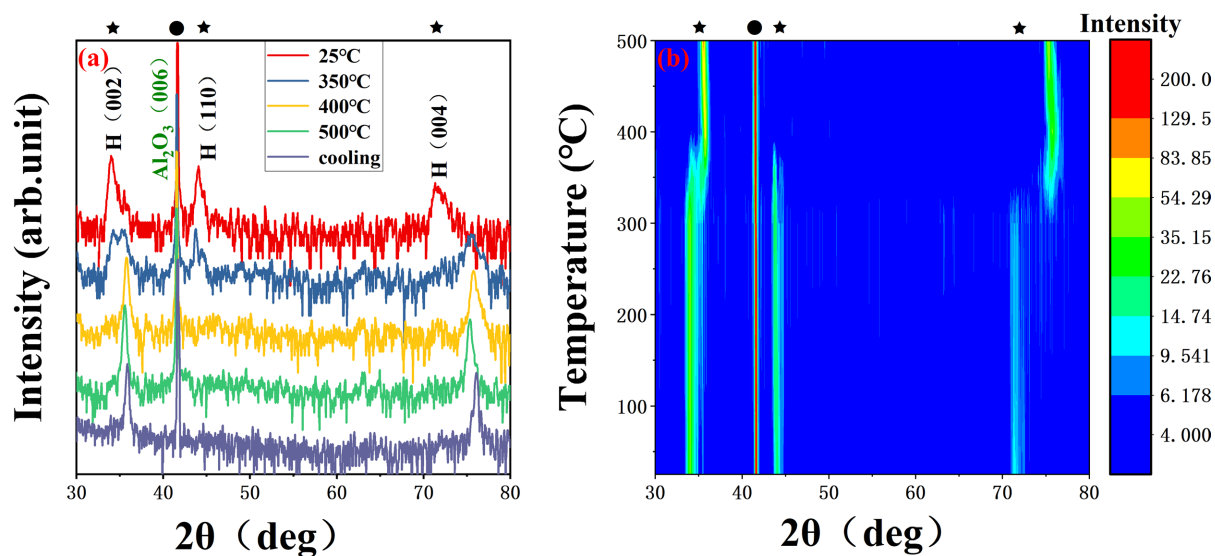 ★ ● ★ ★
(a)
25℃
350℃
400℃
500℃
cooling
H（002）
Al₂O₃（006）
H（110）
H（004）
Intensity (arb.unit)
30 40 50 60 70 80
2θ（deg）
★ ● ★ ★
(b)
500
400
300
200
100
Temperature (℃)
30 40 50 60 70 80
2θ（deg）
Intensity
200.0
129.5
83.85
54.29
35.15
22.76
14.74
9.541
6.178
4.000